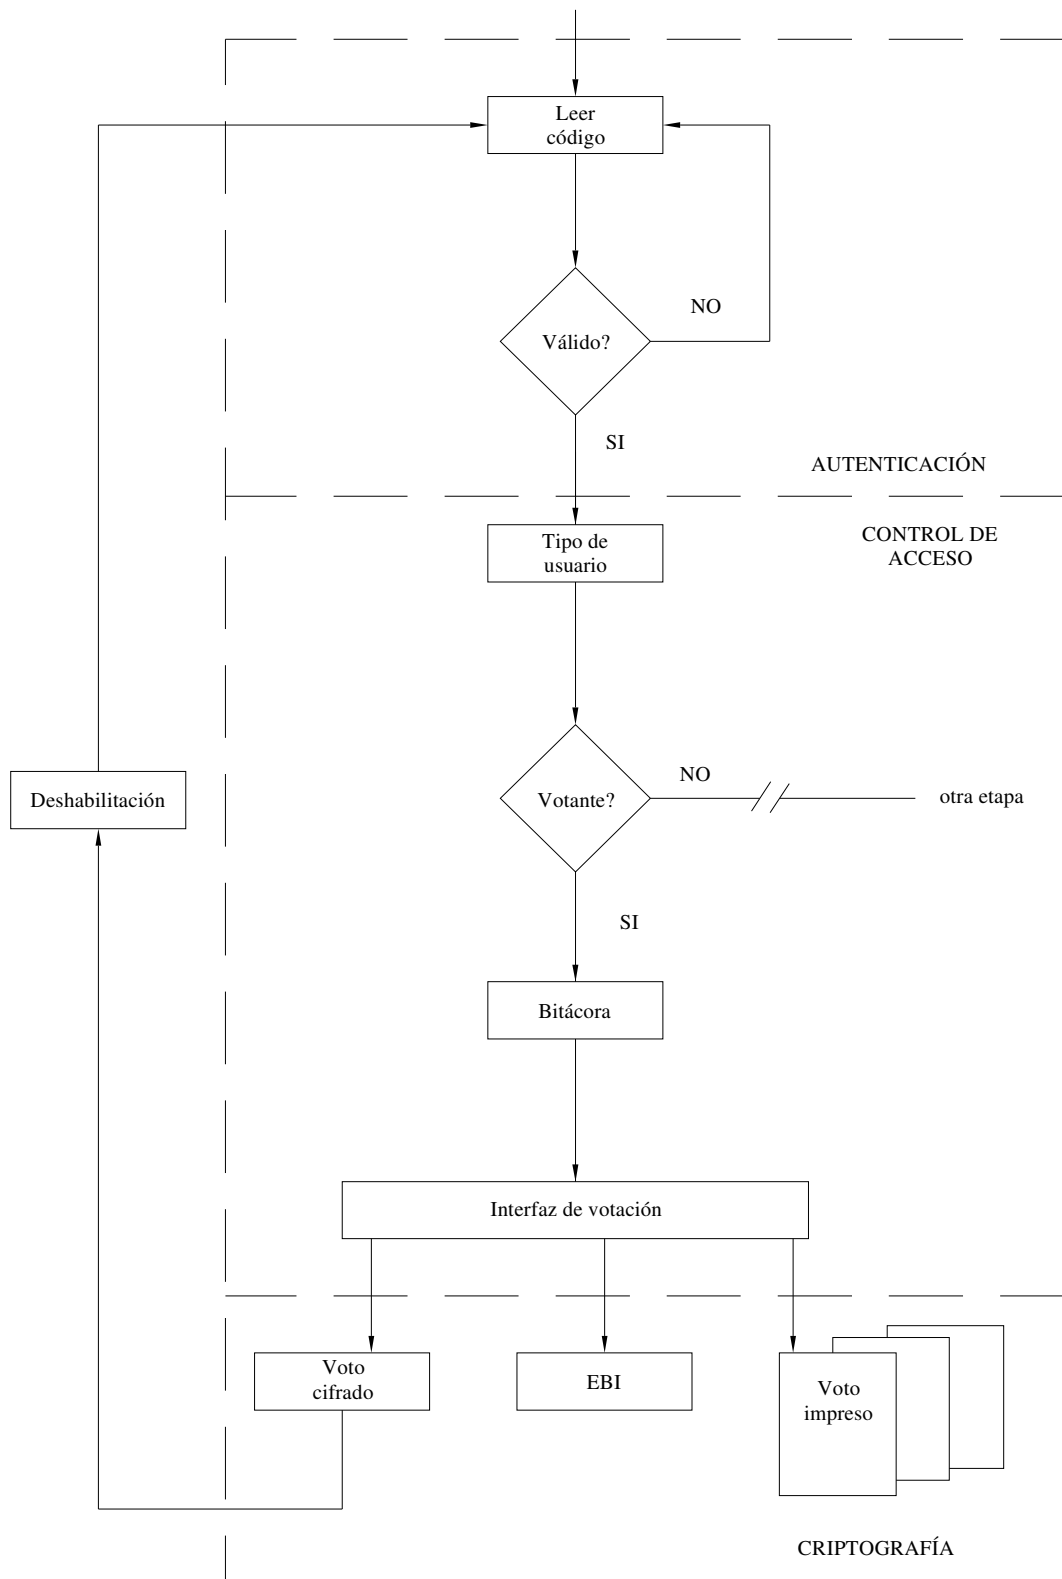 Leer
código
NO
Válido?
SI
AUTENTICACIÓN
CONTROL DE
ACCESO
Tipo de
usuario
NO
Deshabilitación
Votante?
otra etapa
SI
Bitácora
Interfaz de votación
Voto
cifrado
EBI
Voto
impreso
CRIPTOGRAFÍA